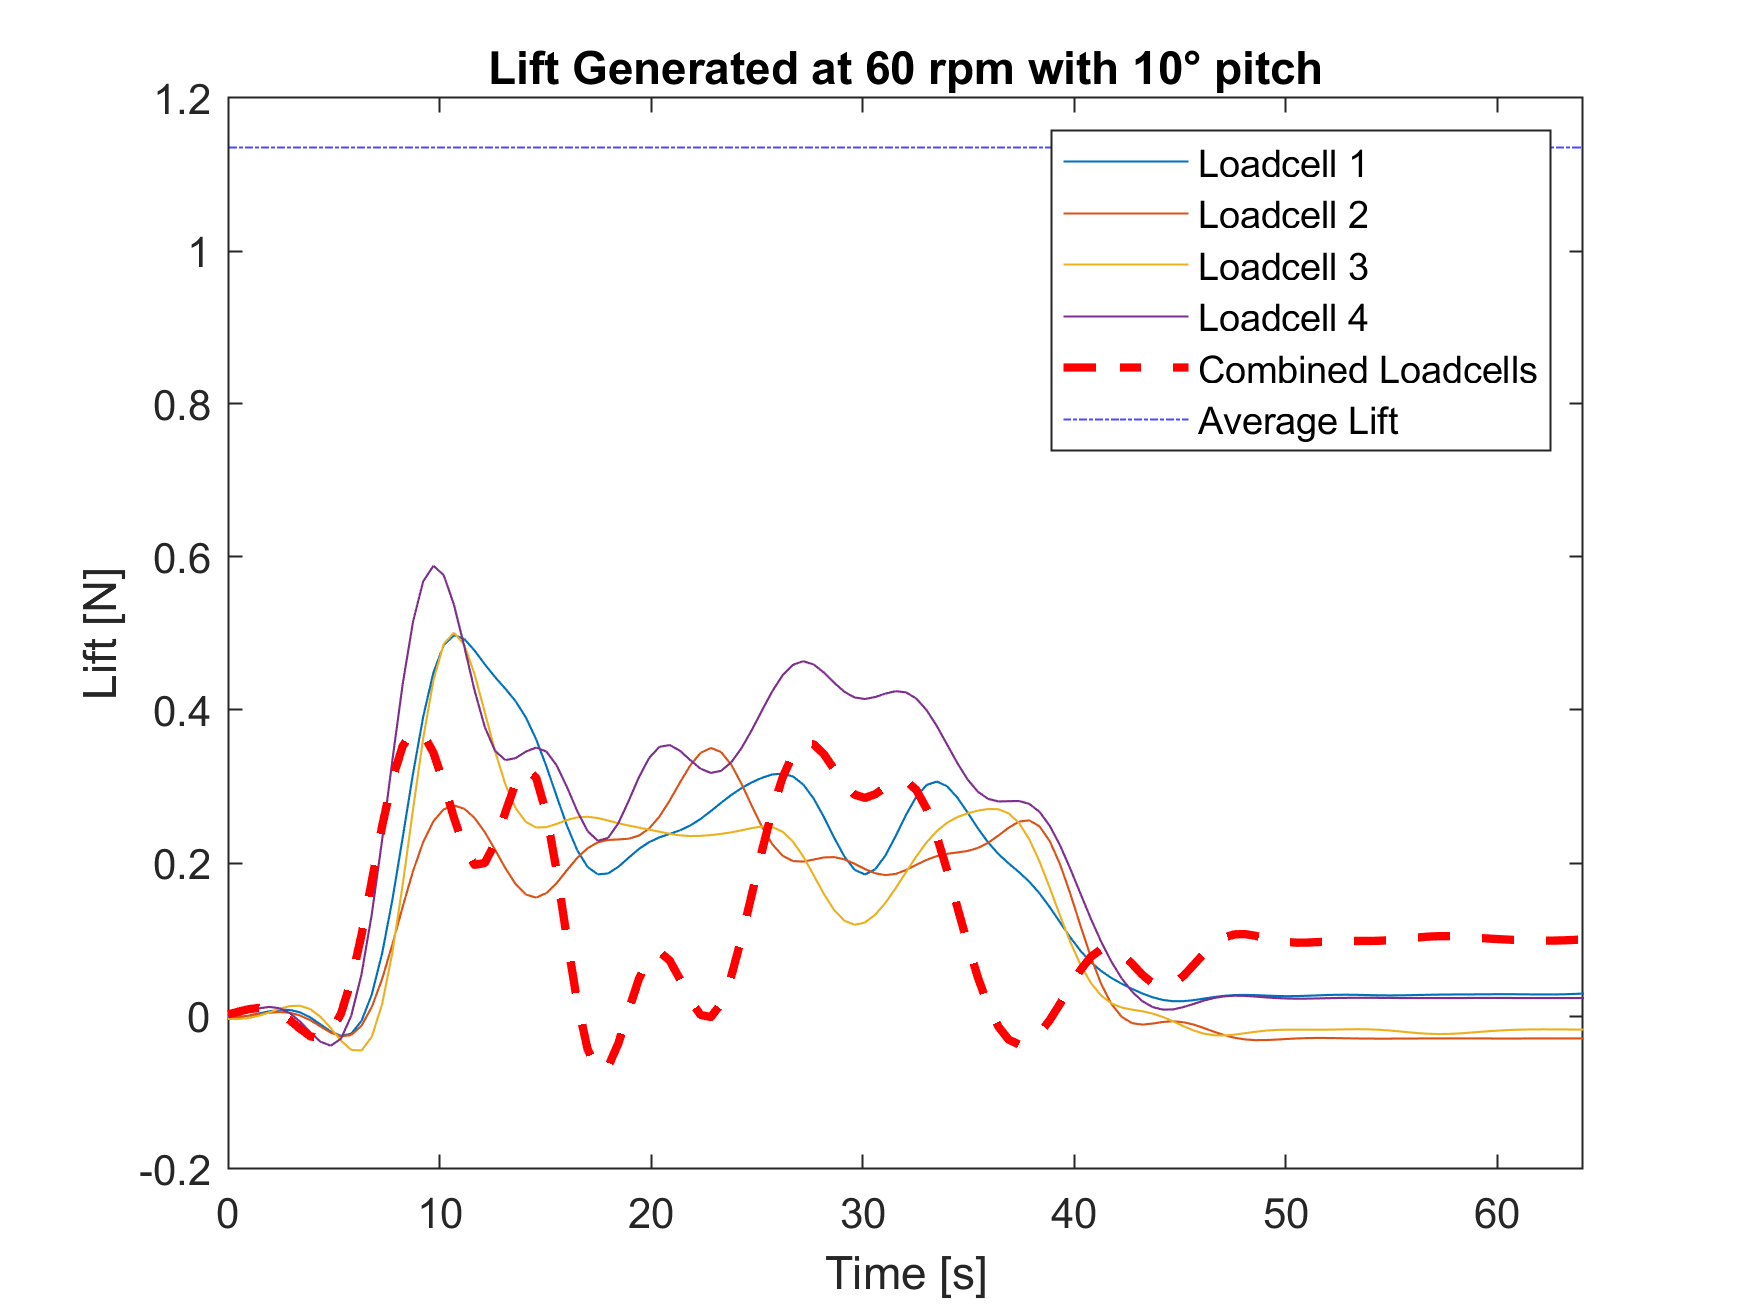 Lift Generated at 60 rpm with 10° pitch
1.2
1
0.8
0.6
0.4
0.2
0
-0.2
Lift [N]
Loadcell 1
Loadcell 2
Loadcell 3
Loadcell 4
Combined Loadcells
Average Lift
0 10 20 30 40 50 60
Time [s]